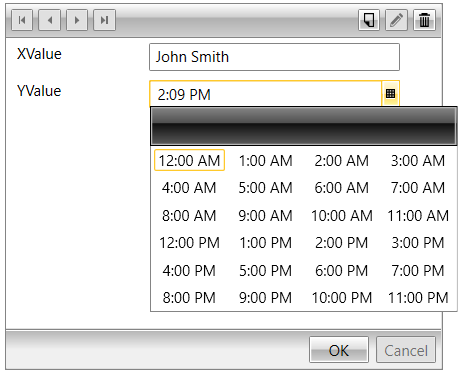 XValue John Smith
YValue 2:09 PM
12:00 AM 1:00 AM 2:00 AM 3:00 AM
4:00 AM 5:00 AM 6:00 AM 7:00 AM
8:00 AM 9:00 AM 10:00 AM 11:00 AM
12:00 PM 1:00 PM 2:00 PM 3:00 PM
4:00 PM 5:00 PM 6:00 PM 7:00 PM
8:00 PM 9:00 PM 10:00 PM 11:00 PM
OK Cancel